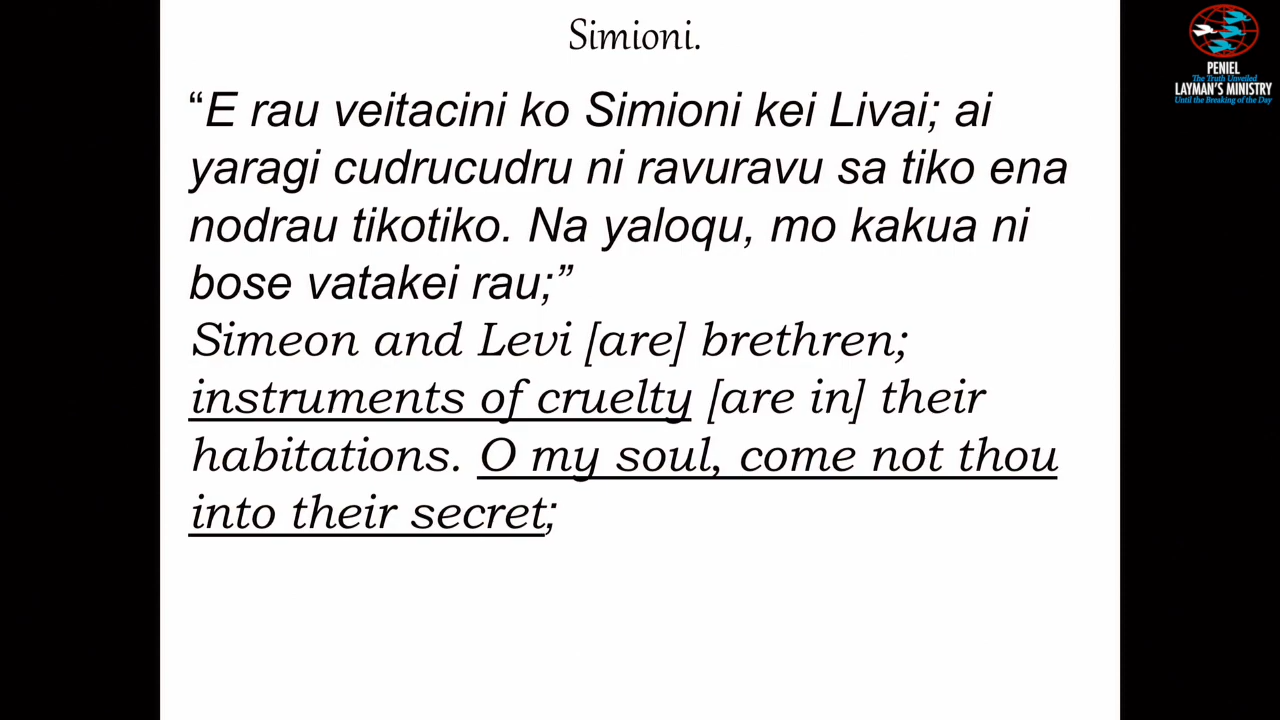 Simioni.
“E rau veitacini ko Simioni kei Livai; ai
yaragi cudrucudru ni ravuravu sa tiko ena
nodrau tikotiko. Na yaloqu, mo kakua ni
bose vatakei rau;”
Simeon and Levi [are] brethren;
instruments of cruelty [are in] their
habitations. O my soul, come not thou
into their secret;
PENIEL
The Truth Unveiled
LAYMAN'S MINISTRY
Until the Breaking of the Day